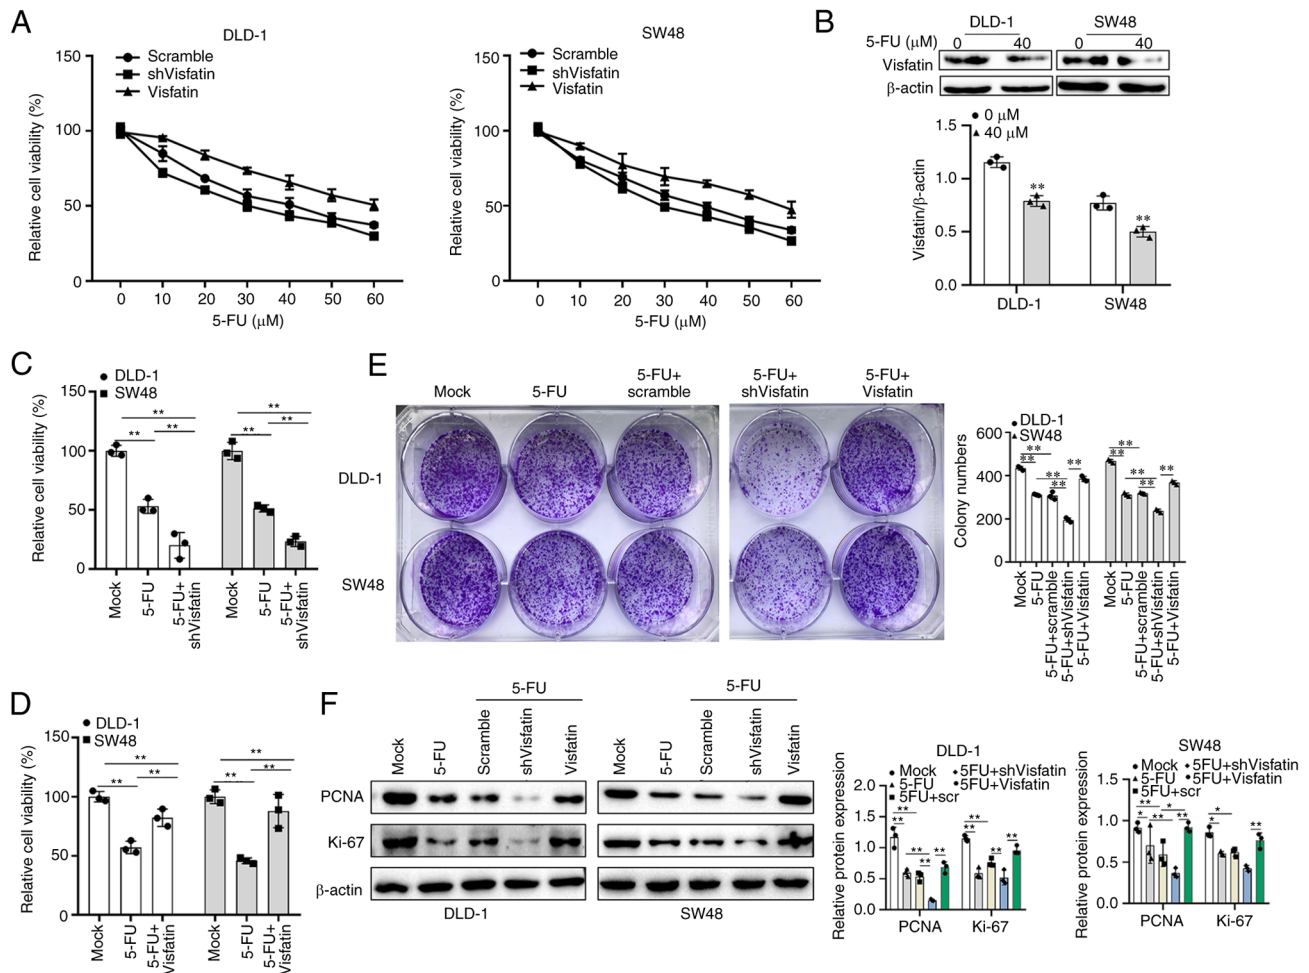 A
DLD-1
Scramble
shVisfatin
Visfatin
Relative cell viability (%)
150
100
50
0
0 10 20 30 40 50 60
5-FU (μM)
SW48
Scramble
shVisfatin
Visfatin
Relative cell viability (%)
150
100
50
0
0 10 20 30 40 50 60
5-FU (μM)
B
DLD-1 SW48
5-FU (μM) 0 40 0 40
Visfatin
β-actin
0 μM
40 μM
Visfatin/β-actin
1.5
1.0
0.5
0.0
**
**
DLD-1 SW48
C
DLD-1
SW48
Relative cell viability (%)
150
100
50
0
** ** **
** ** **
Mock
5-FU
5-FU+
shVisfatin
Mock
5-FU
5-FU+
shVisfatin
E
Mock
5-FU
5-FU+
scramble
5-FU+
shVisfatin
5-FU+
Visfatin
DLD-1
SW48
DLD-1
SW48
Colony numbers
600
400
200
0
** ** ** ** **
** ** ** ** **
Mock
5-FU
5-FU+scramble
5-FU+shVisfatin
5-FU+Visfatin
Mock
5-FU
5-FU+scramble
5-FU+shVisfatin
5-FU+Visfatin
D
DLD-1
SW48
Relative cell viability (%)
150
100
50
0
** ** **
** ** **
Mock
5-FU
5-FU+
Visfatin
Mock
5-FU
5-FU+
Visfatin
F
5-FU
Mock
5-FU
Scramble
shVisfatin
Visfatin
5-FU
Mock
5-FU
Scramble
shVisfatin
Visfatin
PCNA
Ki-67
β-actin
DLD-1 SW48
DLD-1
Mock
5-FU
5FU+scr
5FU+shVisfatin
5FU+Visfatin
Relative protein expression
2.0
1.5
1.0
0.5
0.0
** ** ** ** **
** ** ** **
PCNA Ki-67
SW48
Mock
5-FU
5FU+scr
5FU+shVisfatin
5FU+Visfatin
Relative protein expression
1.5
1.0
0.5
0.0
** * * ** **
* * **
PCNA Ki-67